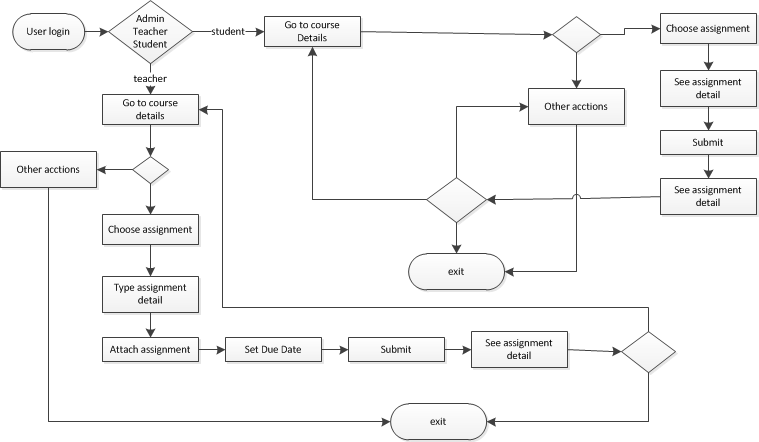 User login
Admin
Teacher
Student
student
Go to course
Details
Choose assignment
See assignment
detail
Submit
See assignment
detail
Other acctions
exit
teacher
Go to course
details
Other acctions
Choose assignment
Type assignment
detail
Attach assignment
Set Due Date
Submit
See assignment
detail
exit